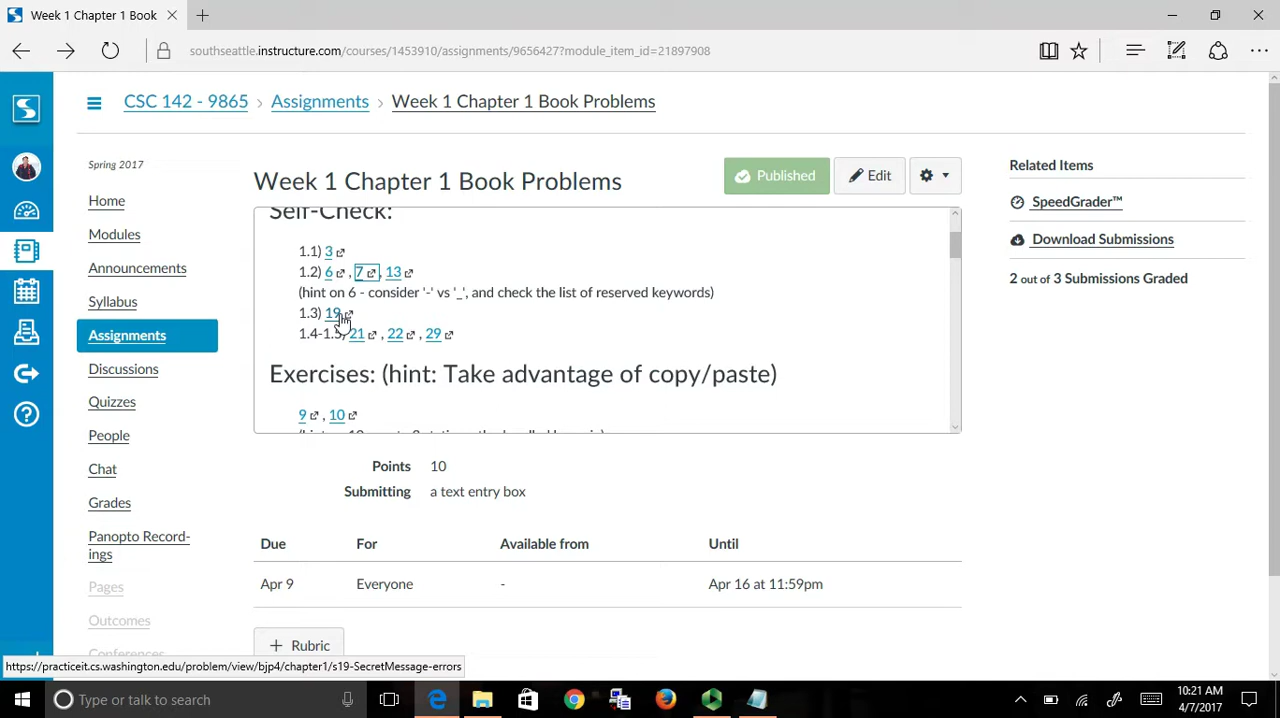 Week 1 Chapter 1 Book
southseattle.instructure.com/courses/1453910/assignments/9656427?module_item_id=21897908
CSC 142 - 9865 > Assignments > Week 1 Chapter 1 Book Problems
Spring 2017
Home
Modules
Announcements
Syllabus
Assignments
Discussions
Quizzes
People
Chat
Grades
Panopto Record-
ings
Pages
Outcomes
Conferences
Week 1 Chapter 1 Book Problems
Published
Edit
Self-Check:
1.1) 3
1.2) 6 , 7 , 13
(hint on 6 - consider '-' vs '_', and check the list of reserved keywords)
1.3) 19
1.4-1.5) 21 , 22 , 29
Exercises: (hint: Take advantage of copy/paste)
9 , 10
Points 10
Submitting a text entry box
Due For Available from Until
Apr 9 Everyone - Apr 16 at 11:59pm
+ Rubric
Related Items
SpeedGrader™
Download Submissions
2 out of 3 Submissions Graded
https://practiceit.cs.washington.edu/problem/view/bjp4/chapter1/s19-SecretMessage-errors
Type or talk to search
10:21 AM
4/7/2017